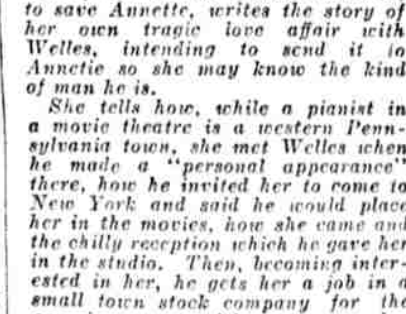 to save Annette, writes the story of
her own tragic love affair with
Welles, intending to send it to
Annetie so she may know the kind
of man he is.
She tells how, while a pianist in
a movie theatre is a western Penn-
sylvania town, she met Welles when
he made a "personal appearance"
there, how he invited her to come to
New York and said he would place
her in the movies, how she came and
the chilly reception which he gave her
in the studio. Then, becoming inter-
ested in her, he gets her a job in a
small town stock company for the